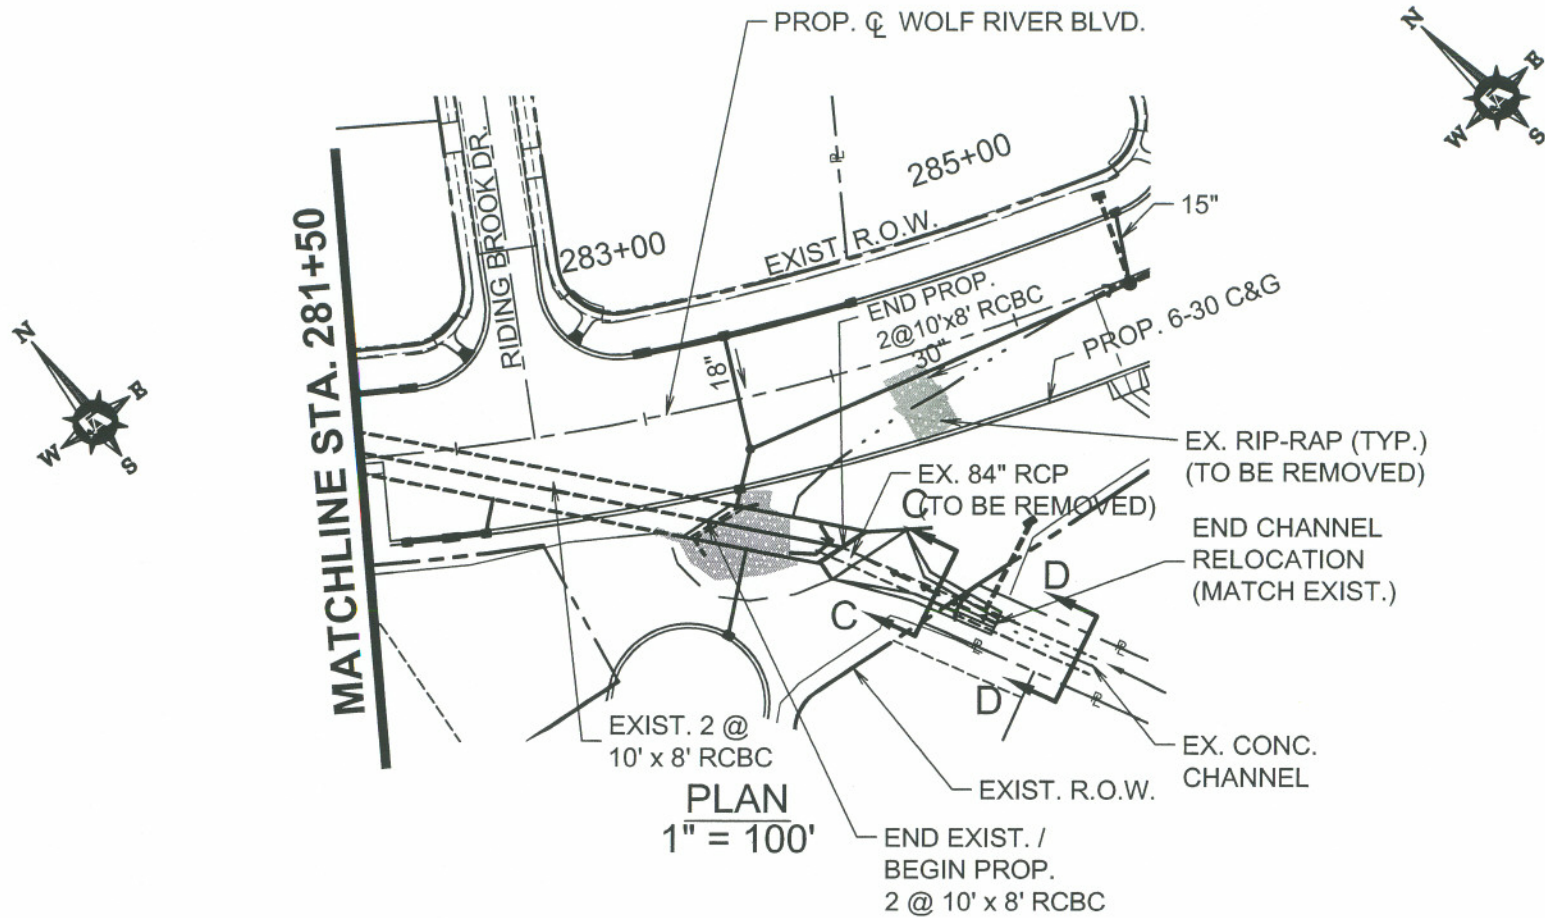 PROP. ℄ WOLF RIVER BLVD.
N
E
W
S
285+00
15"
RIDING BROOK DR.
EXIST. R.O.W.
283+00
MATCHLINE STA. 281+50
END PROP.
2@10'x8' RCBC
30"
PROP. 6-30 C&G
18"
N
E
W
S
EX. RIP-RAP (TYP.)
(TO BE REMOVED)
EX. 84" RCP
(TO BE REMOVED)
C
END CHANNEL
RELOCATION
(MATCH EXIST.)
D
C
D
EXIST. 2 @
10' x 8' RCBC
EX. CONC.
CHANNEL
EXIST. R.O.W.
PLAN
1" = 100'
END EXIST. /
BEGIN PROP.
2 @ 10' x 8' RCBC